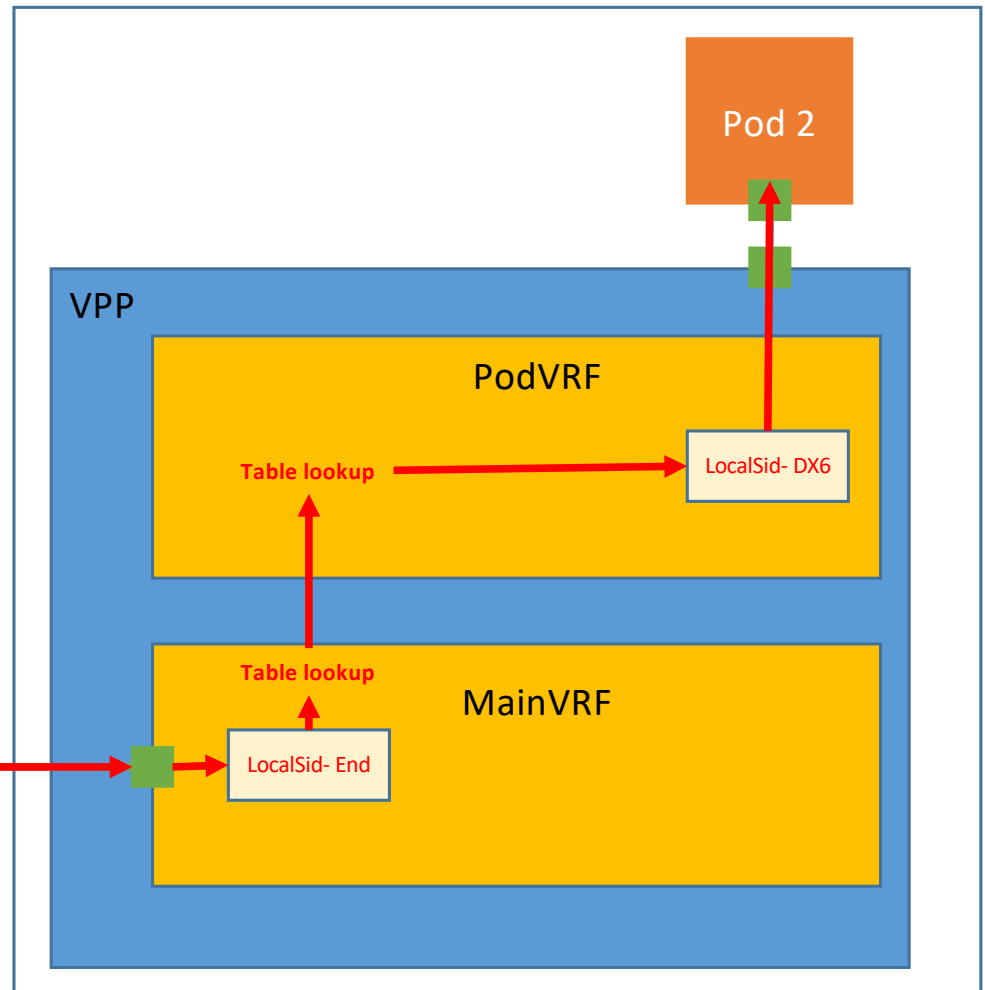 Pod 2
VPP
PodVRF
Table lookup
LocalSid- DX6
Table lookup
MainVRF
LocalSid- End